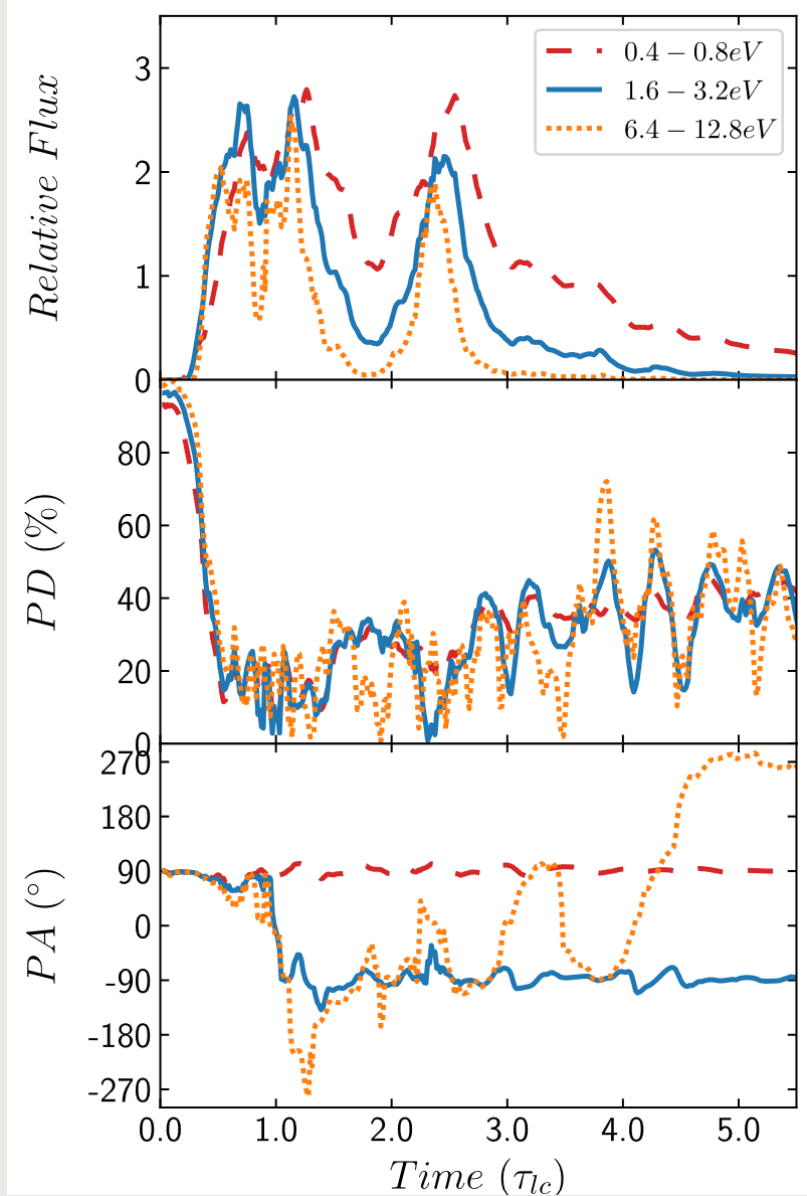 Relative Flux
3
2
1
0
0.4 − 0.8eV
1.6 − 3.2eV
6.4 − 12.8eV
PD (%)
80
60
40
20
0
PA (°)
270
180
90
0
-90
-180
-270
0.0 1.0 2.0 3.0 4.0 5.0
Time (τlc)